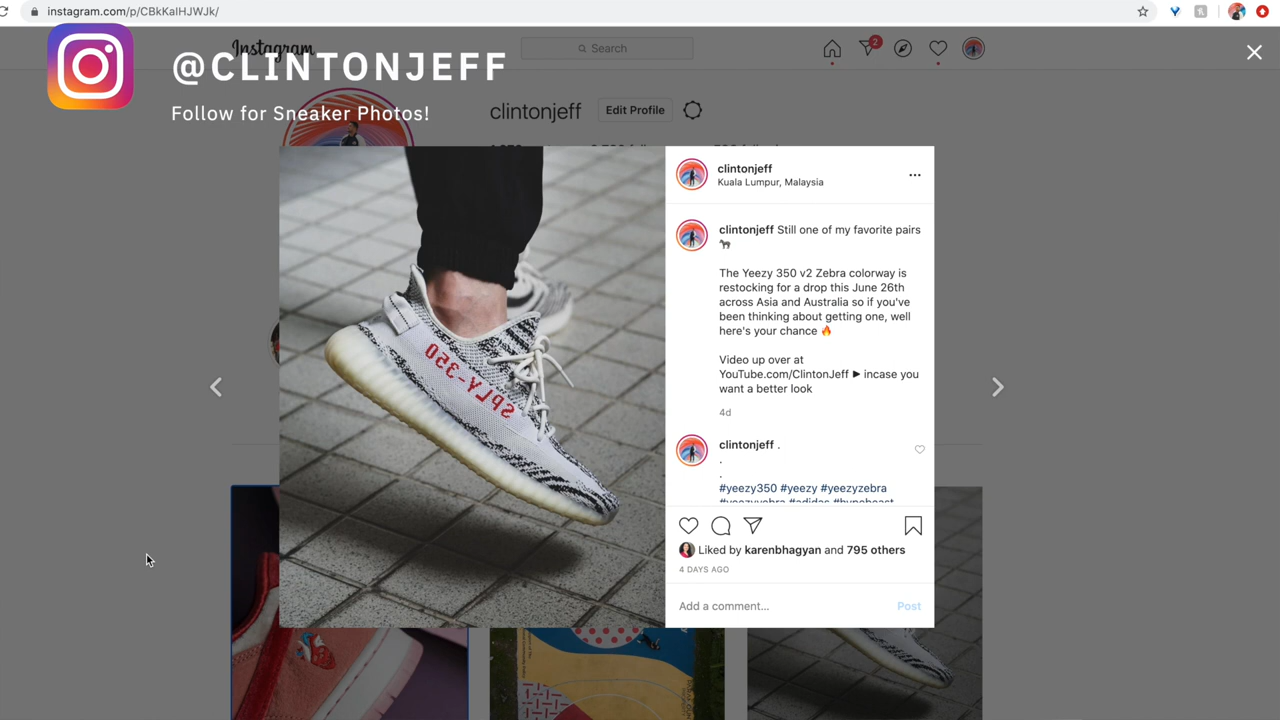 instagram.com/p/CBkKalHJWJk/
Instagram
Search
2
@CLINTONJEFF
Follow for Sneaker Photos!
clintonjeff
Edit Profile
clintonjeff
Kuala Lumpur, Malaysia
clintonjeff Still one of my favorite pairs
The Yeezy 350 v2 Zebra colorway is
restocking for a drop this June 26th
across Asia and Australia so if you've
been thinking about getting one, well
here's your chance
Video up over at
YouTube.com/ClintonJeff ▶ incase you
want a better look
4d
clintonjeff .
.
.
#yeezy350 #yeezy #yeezyzebra
#yeezyzebra #adidas #hypebeast
SPLY-350
Liked by karenbhagyan and 795 others
4 DAYS AGO
Add a comment...
Post